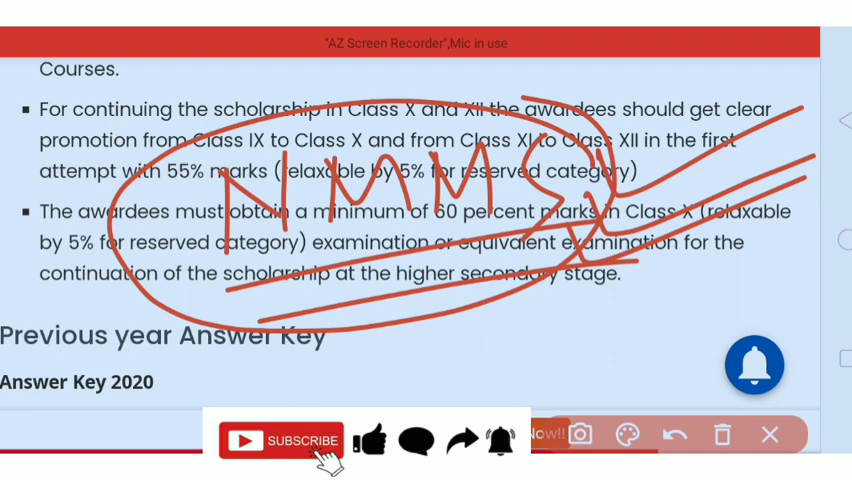 "AZ Screen Recorder",Mic in use
Courses.
▪ For continuing the scholarship in Class X and XII the awardees should get clear
promotion from Class IX to Class X and from Class XI to Class XII in the first
attempt with 55% marks (relaxable by 5% for reserved category)
▪ The awardees must obtain a minimum of 60 percent marks in Class X (relaxable
by 5% for reserved category) examination or equivalent examination for the
continuation of the scholarship at the higher secondary stage.
NMMS
Previous year Answer Key
Answer Key 2020
SUBSCRIBE
Now!!